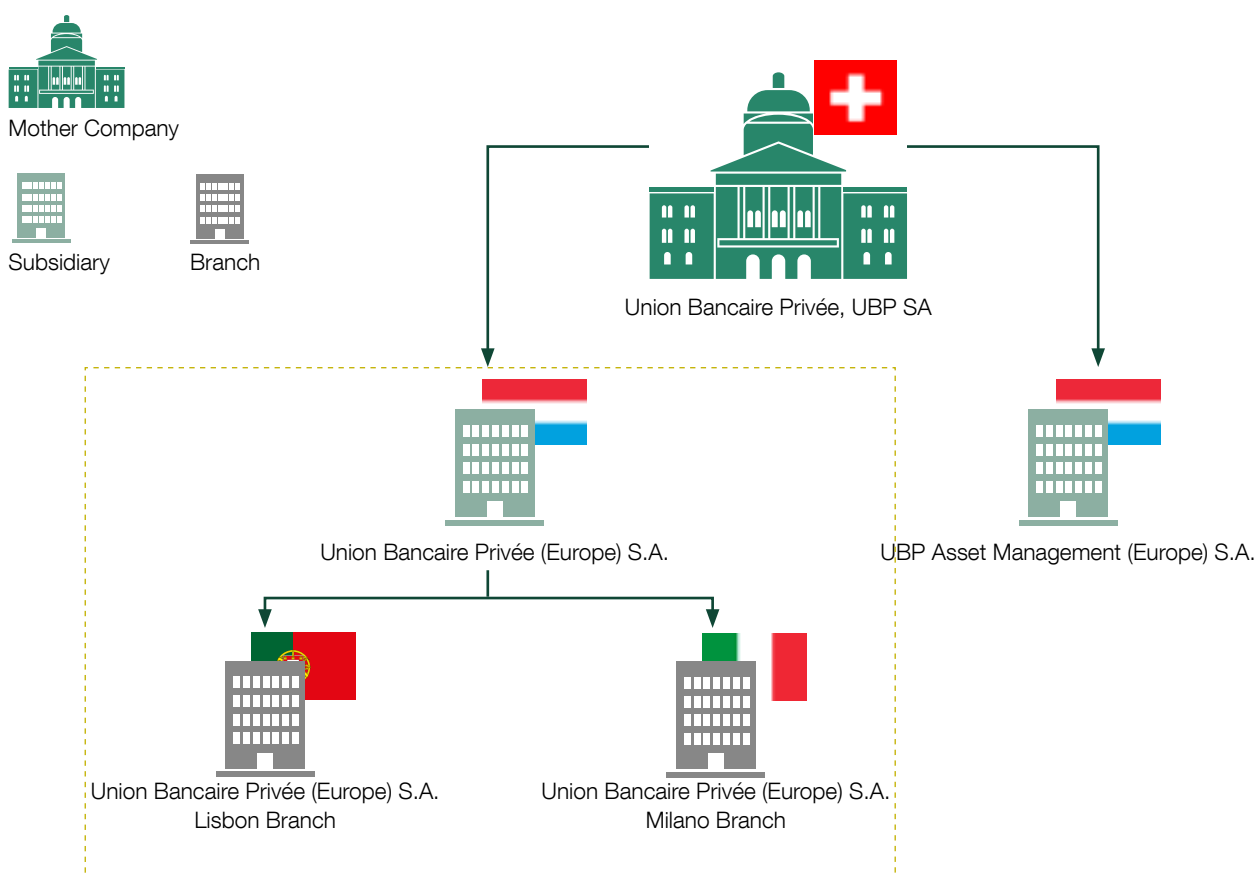 Mother Company
Subsidiary
Branch
Union Bancaire Privée, UBP SA
Union Bancaire Privée (Europe) S.A.
UBP Asset Management (Europe) S.A.
Union Bancaire Privée (Europe) S.A.
Lisbon Branch
Union Bancaire Privée (Europe) S.A.
Milano Branch